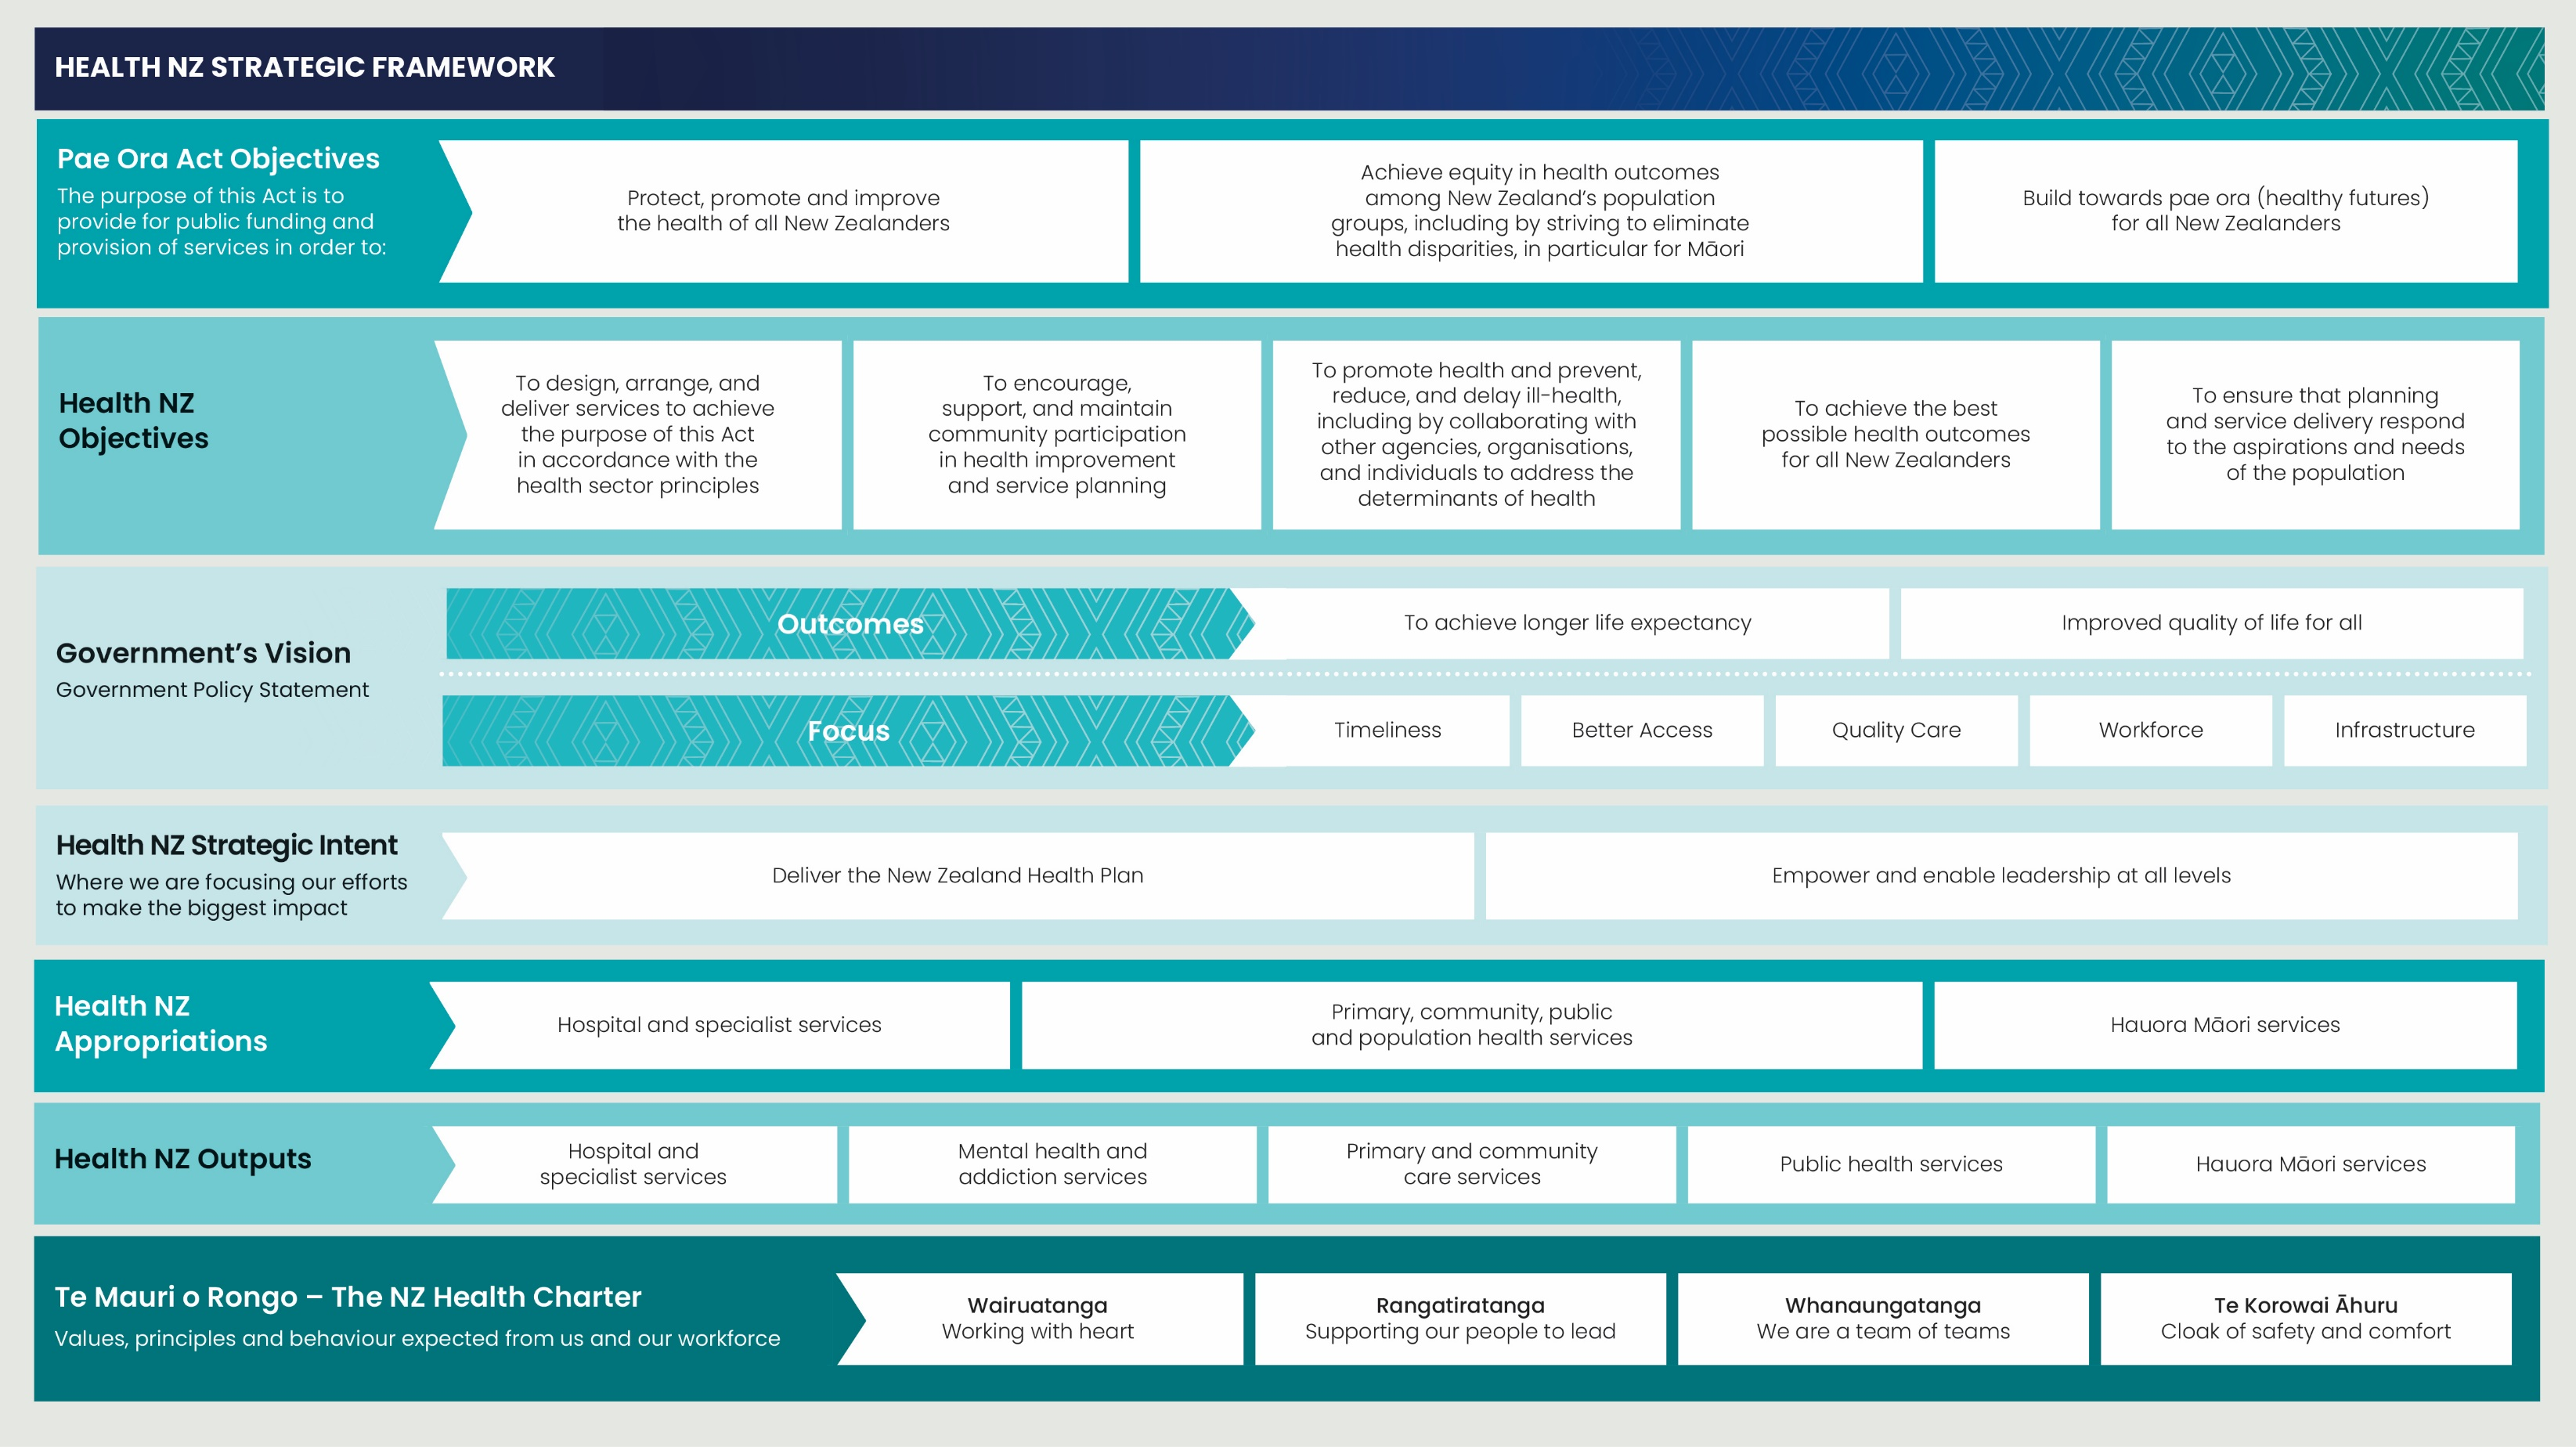 HEALTH NZ STRATEGIC FRAMEWORK
Pae Ora Act Objectives
The purpose of this Act is to
provide for public funding and
provision of services in order to:
Protect, promote and improve
the health of all New Zealanders
Achieve equity in health outcomes
among New Zealand’s population
groups, including by striving to eliminate
health disparities, in particular for Māori
Build towards pae ora (healthy futures)
for all New Zealanders
Health NZ
Objectives
To design, arrange, and
deliver services to achieve
the purpose of this Act
in accordance with the
health sector principles
To encourage,
support, and maintain
community participation
in health improvement
and service planning
To promote health and prevent,
reduce, and delay ill-health,
including by collaborating with
other agencies, organisations,
and individuals to address the
determinants of health
To achieve the best
possible health outcomes
for all New Zealanders
To ensure that planning
and service delivery respond
to the aspirations and needs
of the population
Government’s Vision
Government Policy Statement
Outcomes
To achieve longer life expectancy
Improved quality of life for all
Focus
Timeliness
Better Access
Quality Care
Workforce
Infrastructure
Health NZ Strategic Intent
Where we are focusing our efforts
to make the biggest impact
Deliver the New Zealand Health Plan
Empower and enable leadership at all levels
Health NZ
Appropriations
Hospital and specialist services
Primary, community, public
and population health services
Hauora Māori services
Health NZ Outputs
Hospital and
specialist services
Mental health and
addiction services
Primary and community
care services
Public health services
Hauora Māori services
Te Mauri o Rongo – The NZ Health Charter
Values, principles and behaviour expected from us and our workforce
Wairuatanga
Working with heart
Rangatiratanga
Supporting our people to lead
Whanaungatanga
We are a team of teams
Te Korowai Āhuru
Cloak of safety and comfort